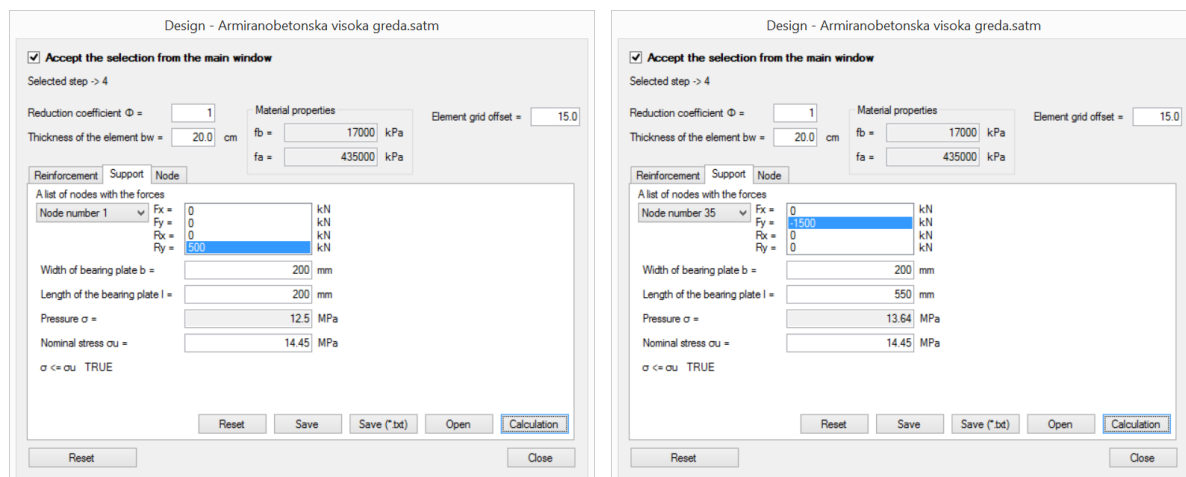 Design - Armiranobetonska visoka greda.satm
Accept the selection from the main window
Selected step -> 4
Reduction coefficient Φ = 1
Thickness of the element bw = 20.0 cm
Material properties
fb = 17000 kPa
fa = 435000 kPa
Element grid offset = 15.0
Reinforcement Support Node
A list of nodes with the forces
Node number 1
Fx = 0 kN
Fy = 0 kN
Rx = 0 kN
Ry = 500 kN
Width of bearing plate b = 200 mm
Length of the bearing plate l = 200 mm
Pressure σ = 12.5 MPa
Nominal stress σu = 14.45 MPa
σ <= σu TRUE
Reset Save Save (*.txt) Open Calculation
Reset Close
Design - Armiranobetonska visoka greda.satm
Accept the selection from the main window
Selected step -> 4
Reduction coefficient Φ = 1
Thickness of the element bw = 20.0 cm
Material properties
fb = 17000 kPa
fa = 435000 kPa
Element grid offset = 15.0
Reinforcement Support Node
A list of nodes with the forces
Node number 35
Fx = 0 kN
Fy = -1500 kN
Rx = 0 kN
Ry = 0 kN
Width of bearing plate b = 200 mm
Length of the bearing plate l = 550 mm
Pressure σ = 13.64 MPa
Nominal stress σu = 14.45 MPa
σ <= σu TRUE
Reset Save Save (*.txt) Open Calculation
Reset Close